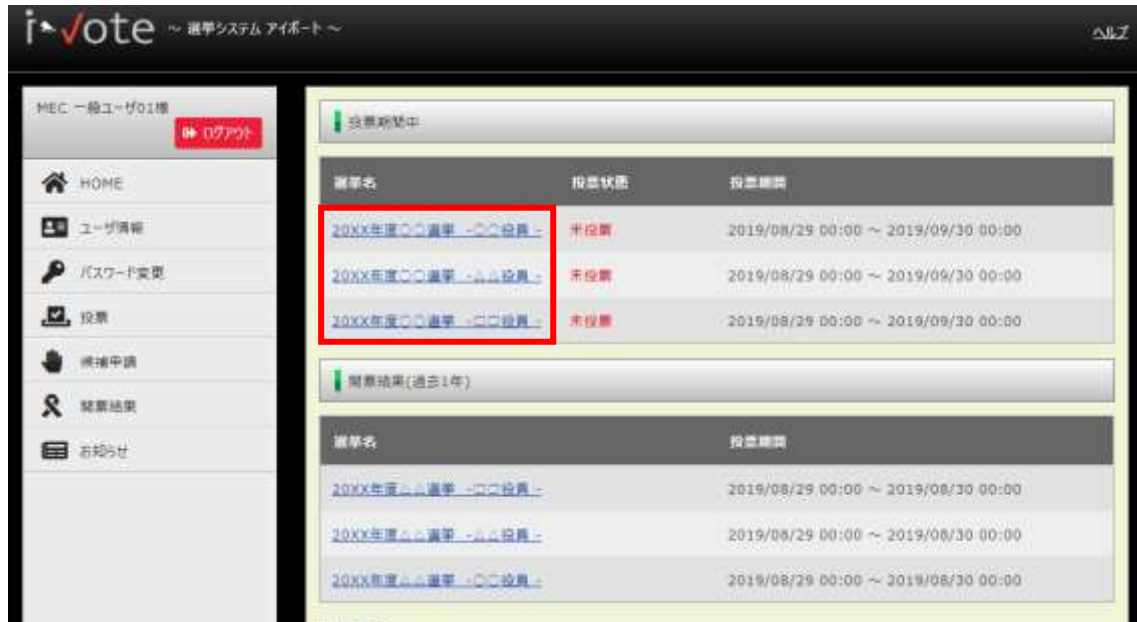 i-vote ～ 選挙システム アイボート ～
ヘルプ
MEC 一般ユーザ01様
ログアウト
HOME
ユーザ情報
パスワード変更
投票
候補申請
開票結果
お知らせ
投票期間中
選挙名 投票状態 投票期間
20XX年度○○選挙 -○○役員- 未投票 2019/08/29 00:00 ～ 2019/09/30 00:00
20XX年度○○選挙 -△△役員- 未投票 2019/08/29 00:00 ～ 2019/09/30 00:00
20XX年度○○選挙 -□□役員- 未投票 2019/08/29 00:00 ～ 2019/09/30 00:00
開票結果(過去1年)
選挙名 投票期間
20XX年度△△選挙 -□□役員- 2019/08/29 00:00 ～ 2019/08/30 00:00
20XX年度△△選挙 -△△役員- 2019/08/29 00:00 ～ 2019/08/30 00:00
20XX年度△△選挙 -○○役員- 2019/08/29 00:00 ～ 2019/08/30 00:00